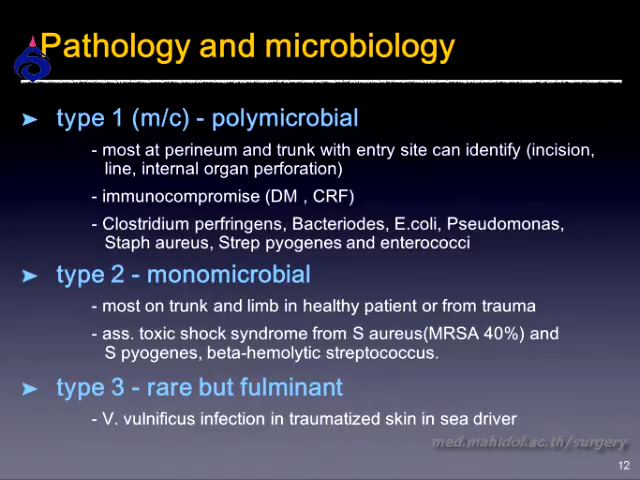 Pathology and microbiology
type 1 (m/c) - polymicrobial
- most at perineum and trunk with entry site can identify (incision,
line, internal organ perforation)
- immunocompromise (DM , CRF)
- Clostridium perfringens, Bacteriodes, E.coli, Pseudomonas,
Staph aureus, Strep pyogenes and enterococci
type 2 - monomicrobial
- most on trunk and limb in healthy patient or from trauma
- ass. toxic shock syndrome from S aureus(MRSA 40%) and
S pyogenes, beta-hemolytic streptococcus.
type 3 - rare but fulminant
- V. vulnificus infection in traumatized skin in sea driver
med.mahidol.ac.th/surgery
12